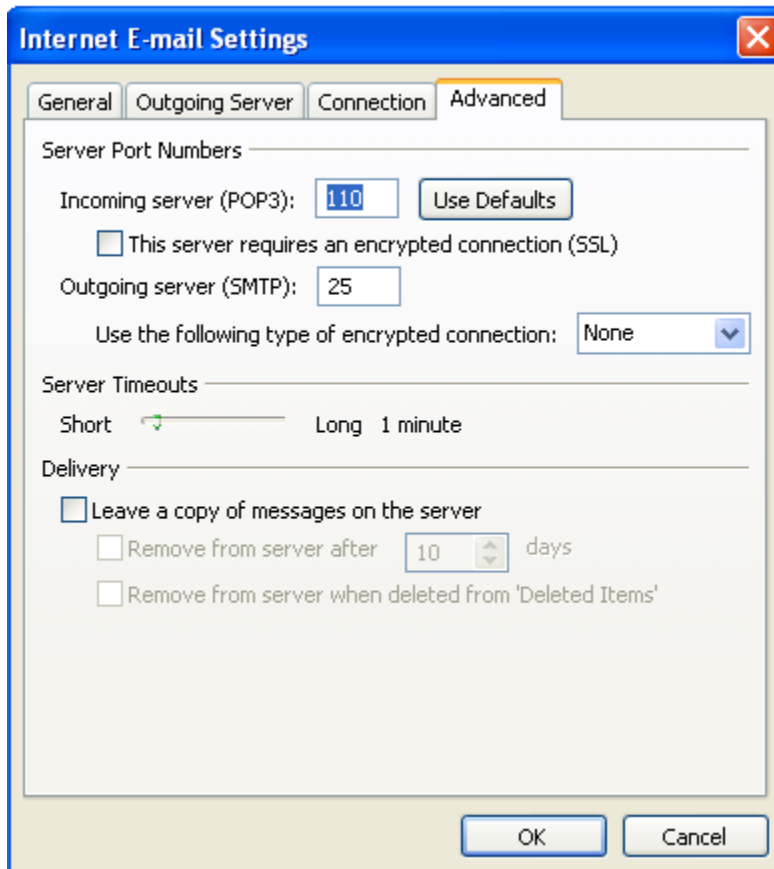 Internet E-mail Settings
General Outgoing Server Connection Advanced
Server Port Numbers
Incoming server (POP3): 110 Use Defaults
This server requires an encrypted connection (SSL)
Outgoing server (SMTP): 25
Use the following type of encrypted connection: None
Server Timeouts
Short Long 1 minute
Delivery
Leave a copy of messages on the server
Remove from server after 10 days
Remove from server when deleted from 'Deleted Items'
OK Cancel